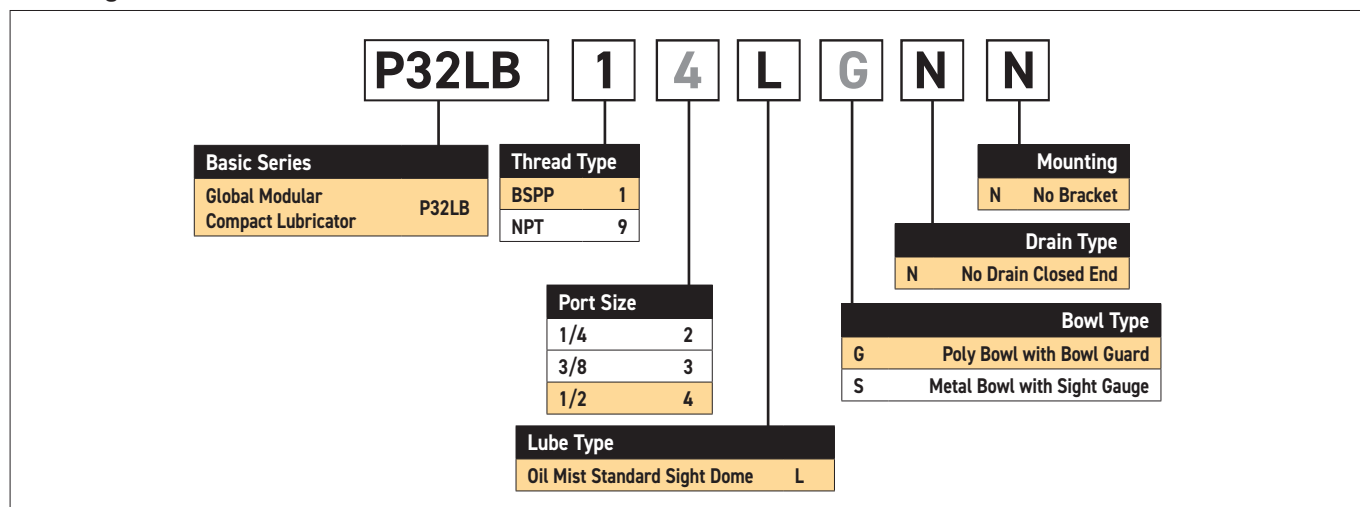 P32LB 1 4 L G N N
Basic Series
Global Modular
Compact Lubricator P32LB
Thread Type
BSPP 1
NPT 9
Mounting
N No Bracket
Drain Type
N No Drain Closed End
Port Size
1/4 2
3/8 3
1/2 4
Bowl Type
G Poly Bowl with Bowl Guard
S Metal Bowl with Sight Gauge
Lube Type
Oil Mist Standard Sight Dome L